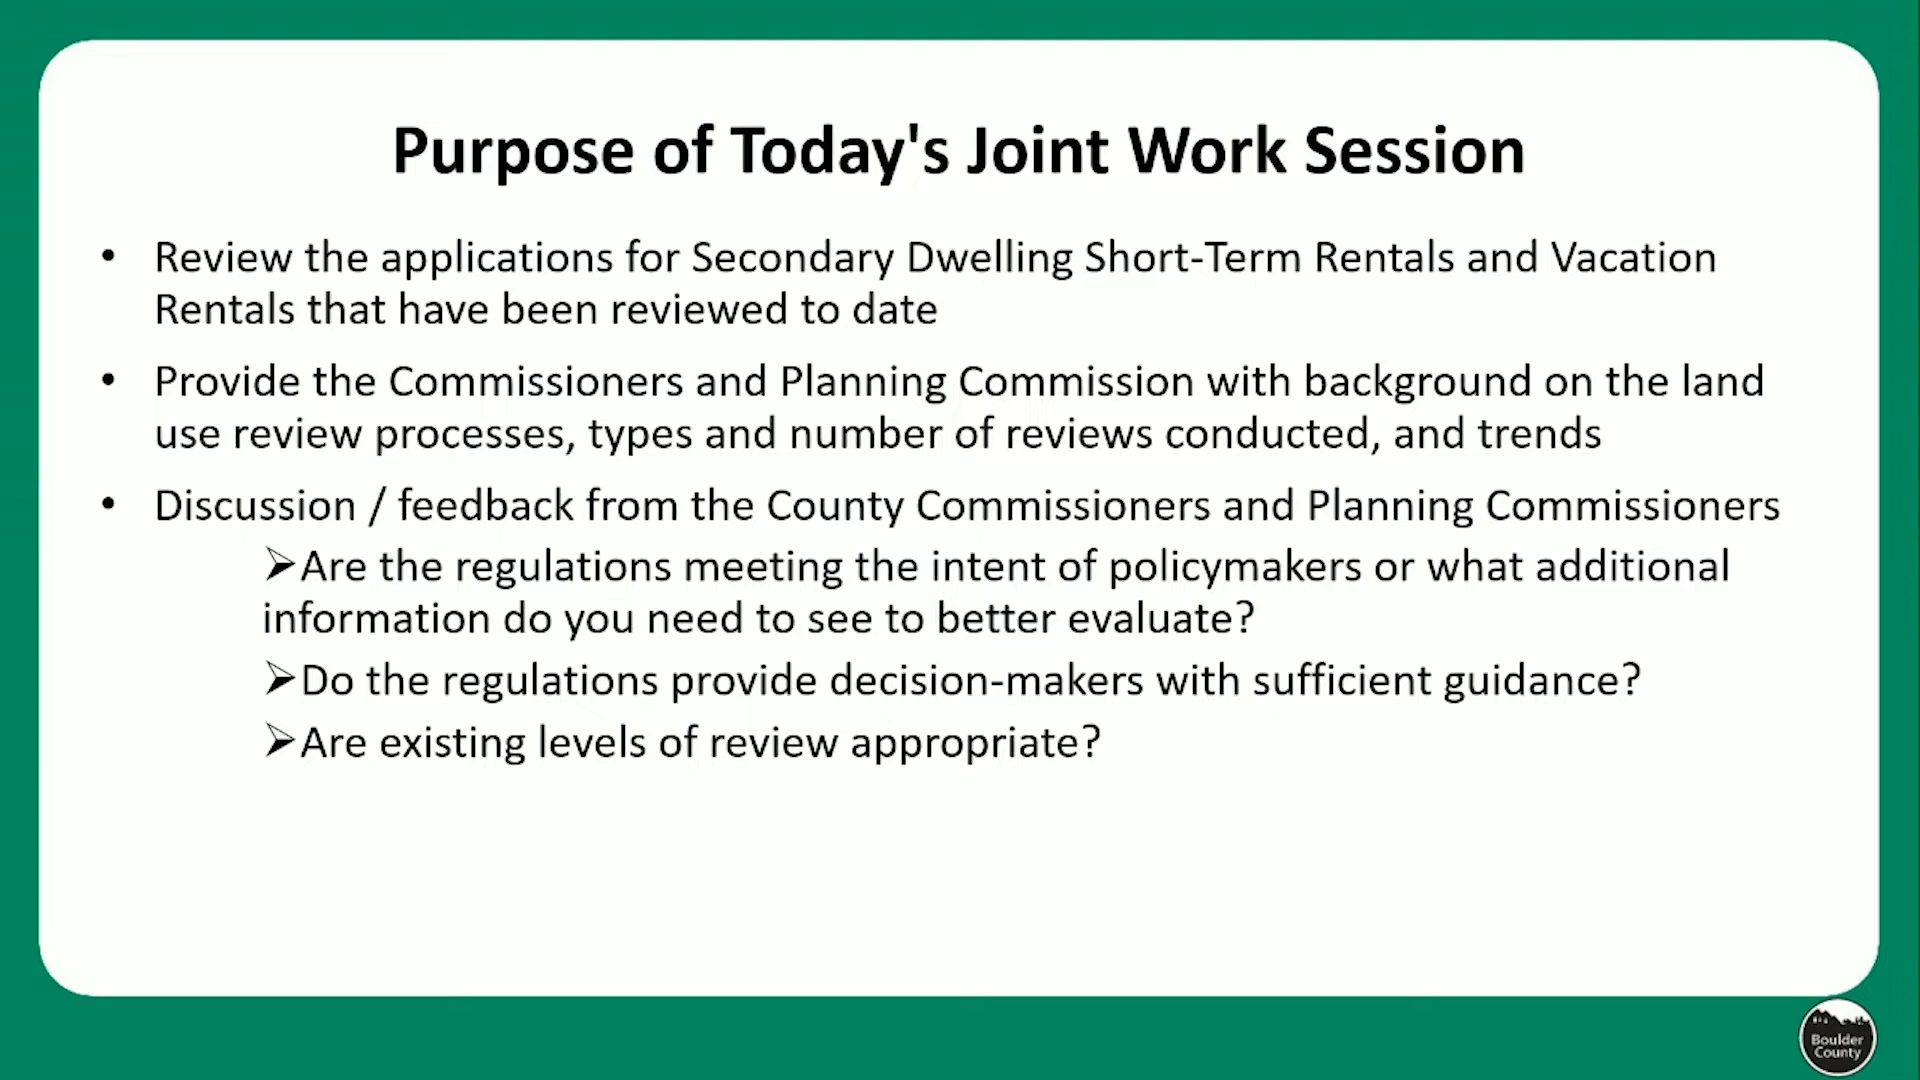 Purpose of Today's Joint Work Session
• Review the applications for Secondary Dwelling Short-Term Rentals and Vacation
Rentals that have been reviewed to date
• Provide the Commissioners and Planning Commission with background on the land
use review processes, types and number of reviews conducted, and trends
• Discussion / feedback from the County Commissioners and Planning Commissioners
➢Are the regulations meeting the intent of policymakers or what additional
information do you need to see to better evaluate?
➢Do the regulations provide decision-makers with sufficient guidance?
➢Are existing levels of review appropriate?
Boulder
County